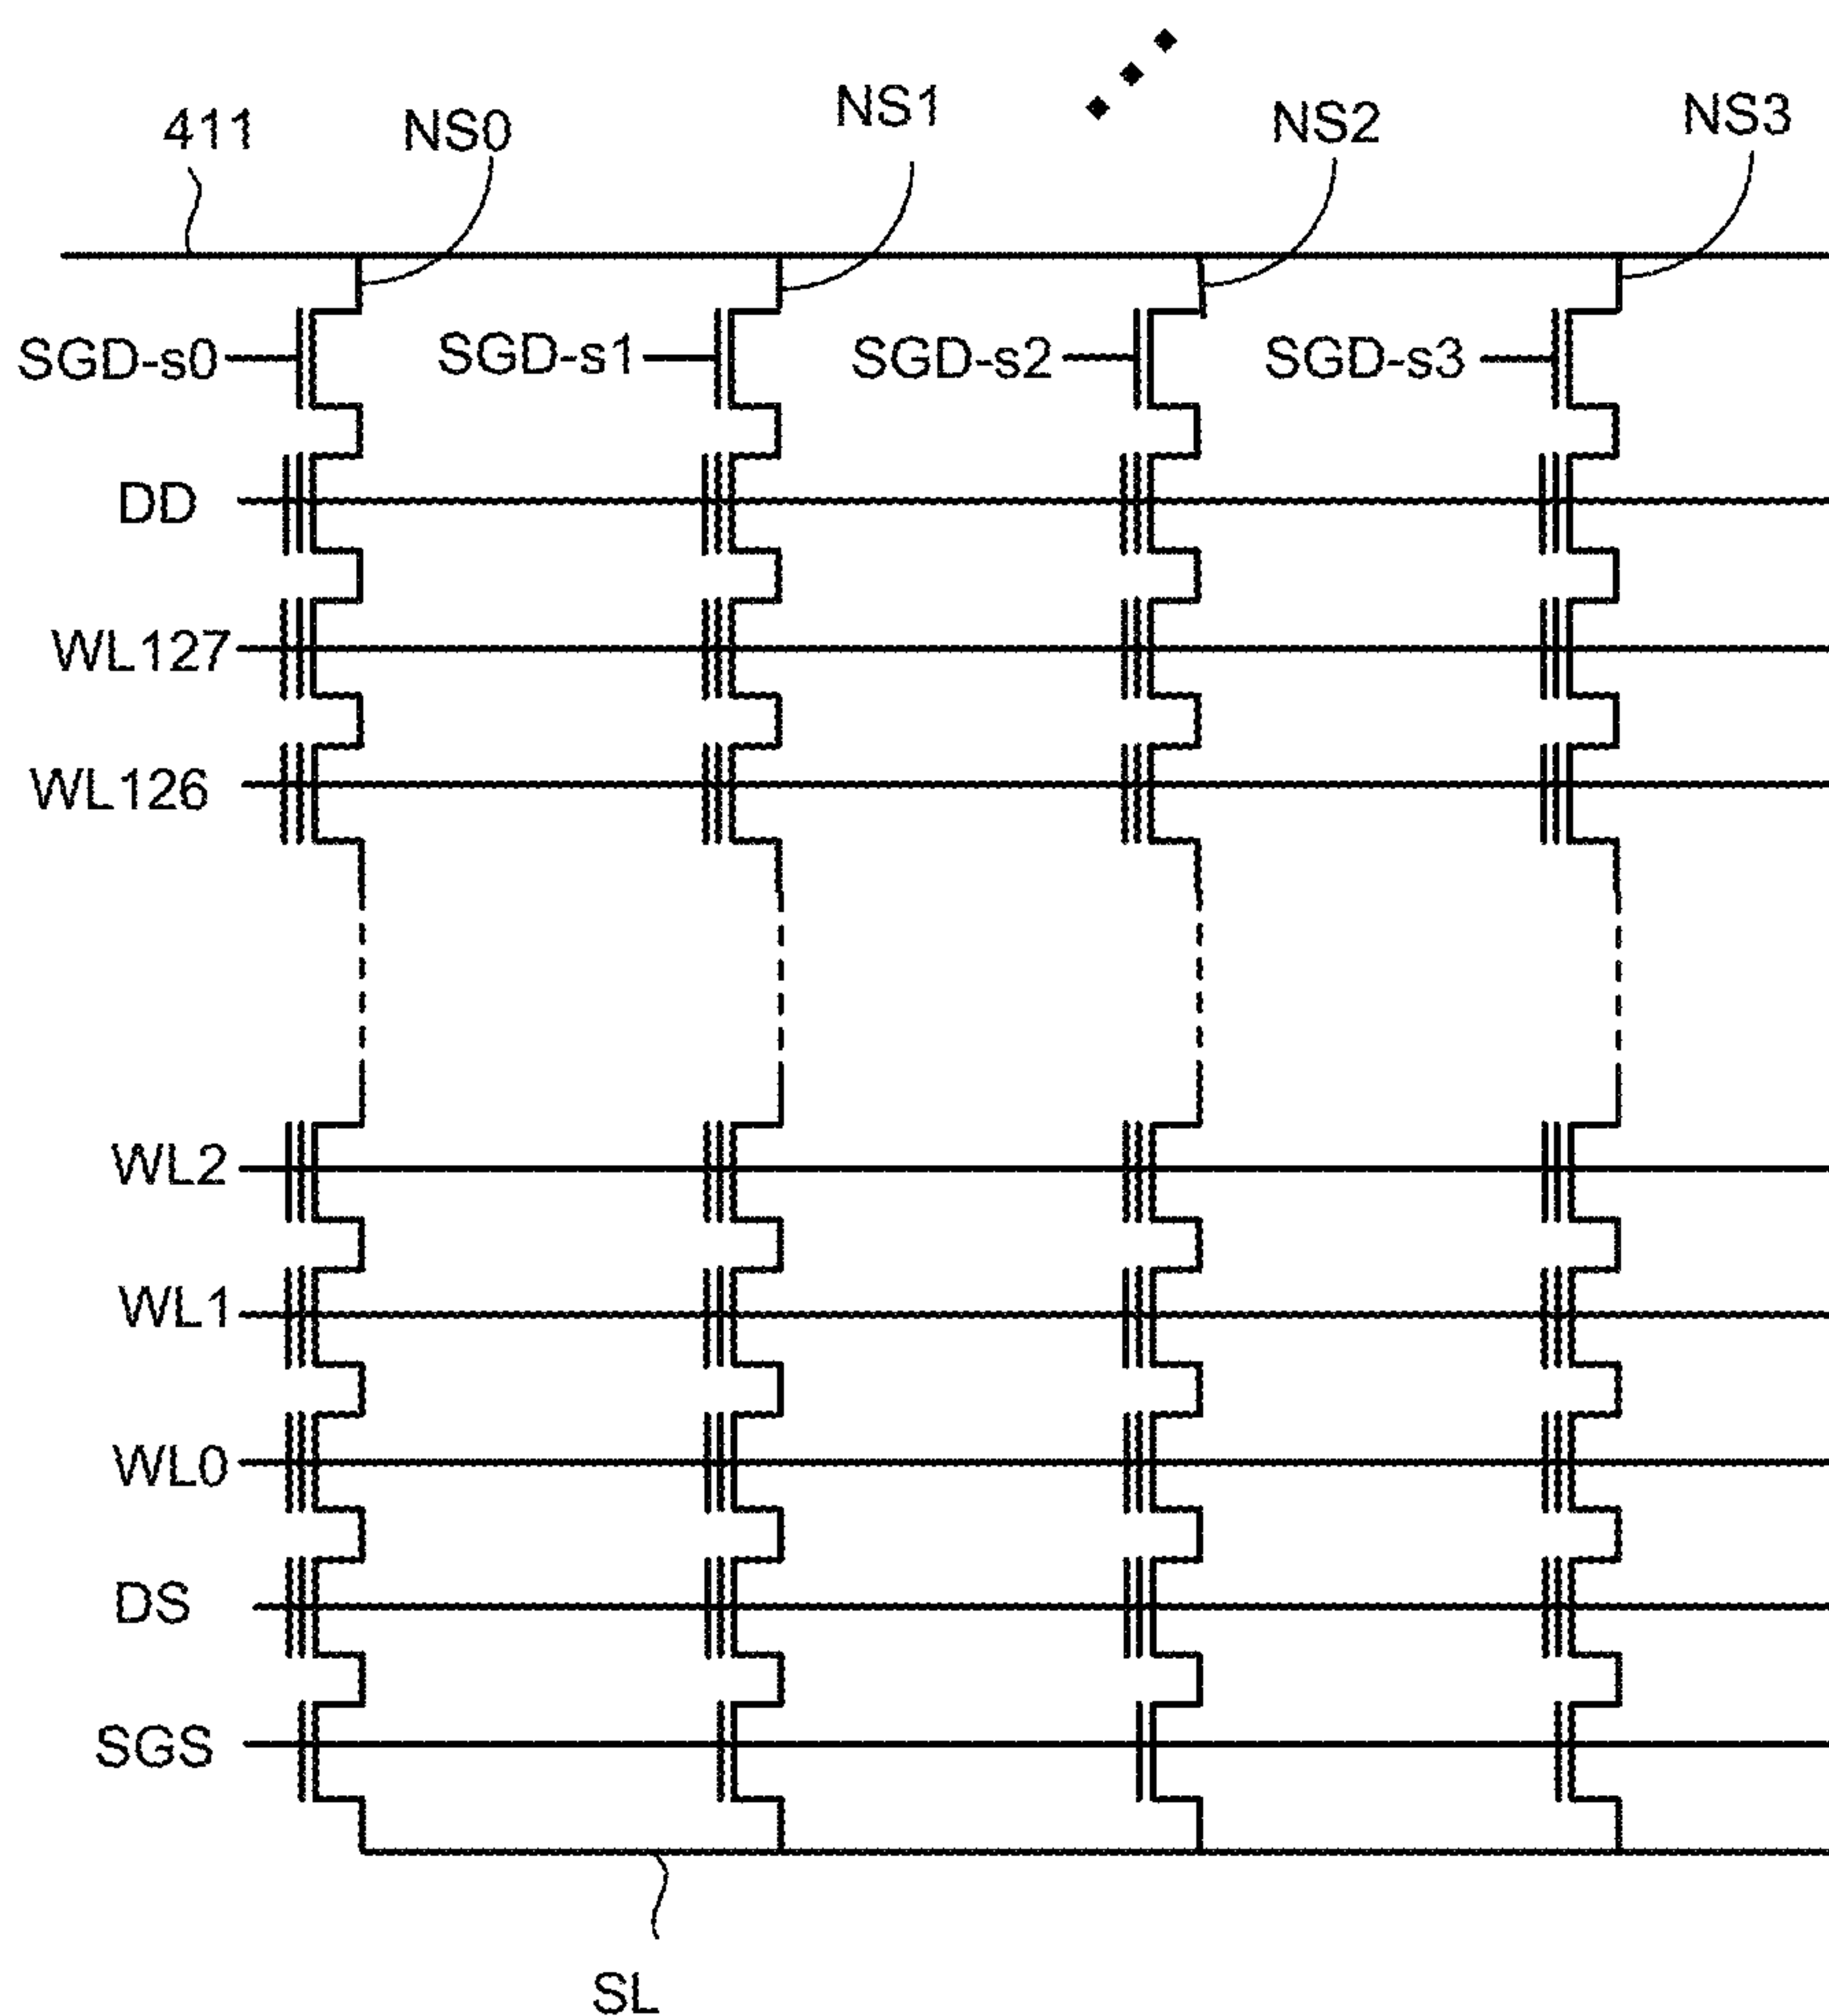 411 NS0 NS1 NS2 NS3
SGD-s0 SGD-s1 SGD-s2 SGD-s3
DD
WL127
WL126
WL2
WL1
WL0
DS
SGS
SL